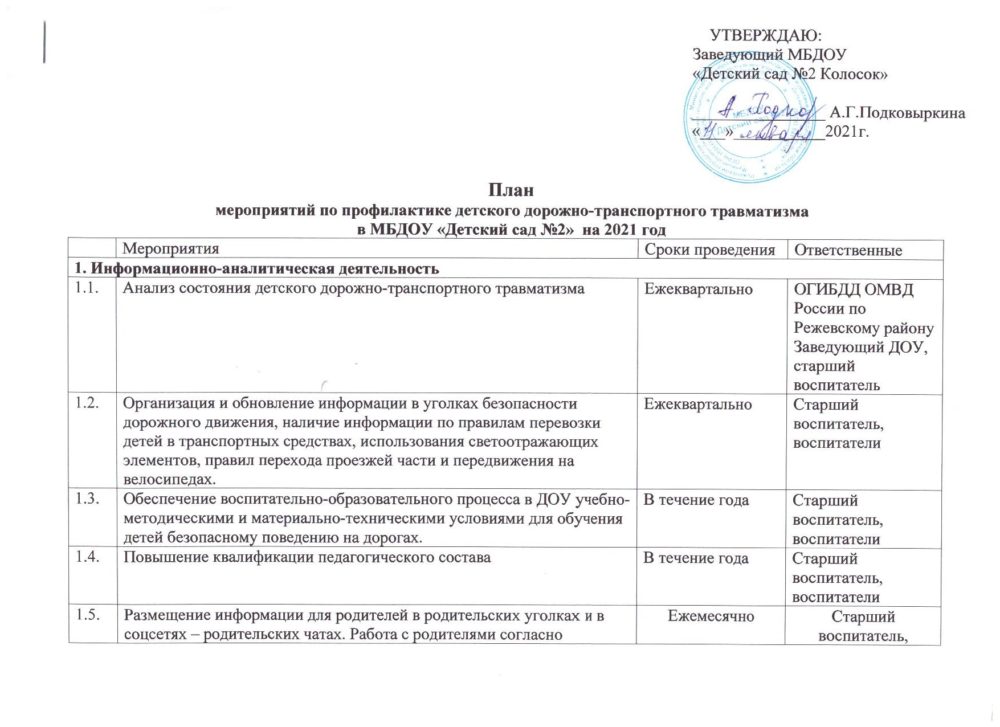 УТВЕРЖДАЮ:
Заведующий МБДОУ
«Детский сад №2 Колосок»
А.Г.Подковыркина
«11» января 2021г.
МБДОУ
Детский сад №2
План
мероприятий по профилактике детского дорожно-транспортного травматизма
в МБДОУ «Детский сад №2» на 2021 год
Мероприятия Сроки проведения Ответственные
1. Информационно-аналитическая деятельность
1.1. Анализ состояния детского дорожно-транспортного травматизма Ежеквартально ОГИБДД ОМВД
России по
Режевскому району
Заведующий ДОУ,
старший
воспитатель
1.2. Организация и обновление информации в уголках безопасности Ежеквартально Старший
дорожного движения, наличие информации по правилам перевозки воспитатель,
детей в транспортных средствах, использования светоотражающих воспитатели
элементов, правил перехода проезжей части и передвижения на
велосипедах.
1.3. Обеспечение воспитательно-образовательного процесса в ДОУ учебно- В течение года Старший
методическими и материально-техническими условиями для обучения воспитатель,
детей безопасному поведению на дорогах. воспитатели
1.4. Повышение квалификации педагогического состава В течение года Старший
воспитатель,
воспитатели
1.5. Размещение информации для родителей в родительских уголках и в Ежемесячно Старший
соцсетях – родительских чатах. Работа с родителями согласно воспитатель,